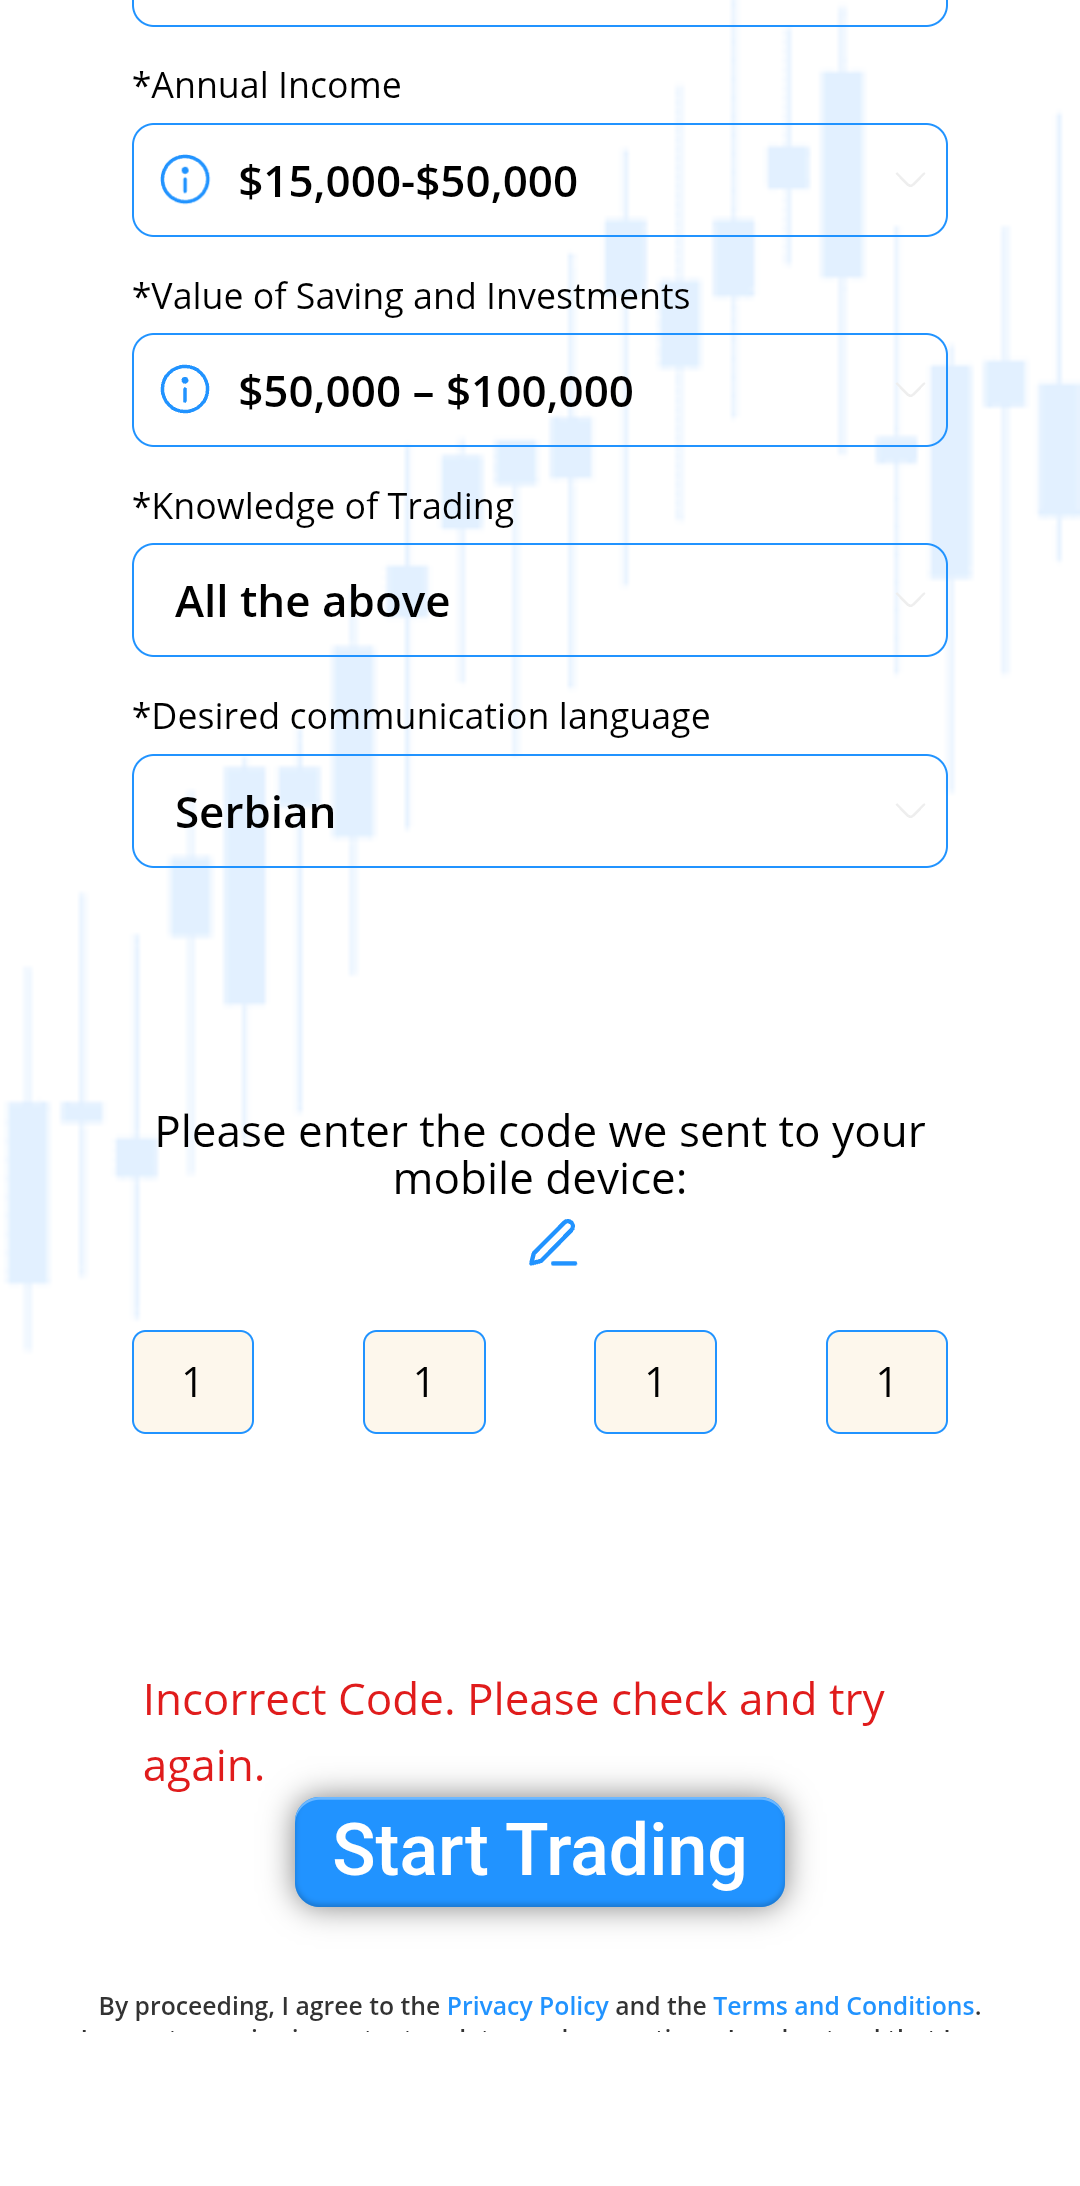 *Annual Income
$15,000-$50,000
*Value of Saving and Investments
$50,000 – $100,000
*Knowledge of Trading
All the above
*Desired communication language
Serbian
Please enter the code we sent to your
mobile device:
1 1 1 1
Incorrect Code. Please check and try
again.
Start Trading
By proceeding, I agree to the Privacy Policy and the Terms and Conditions.